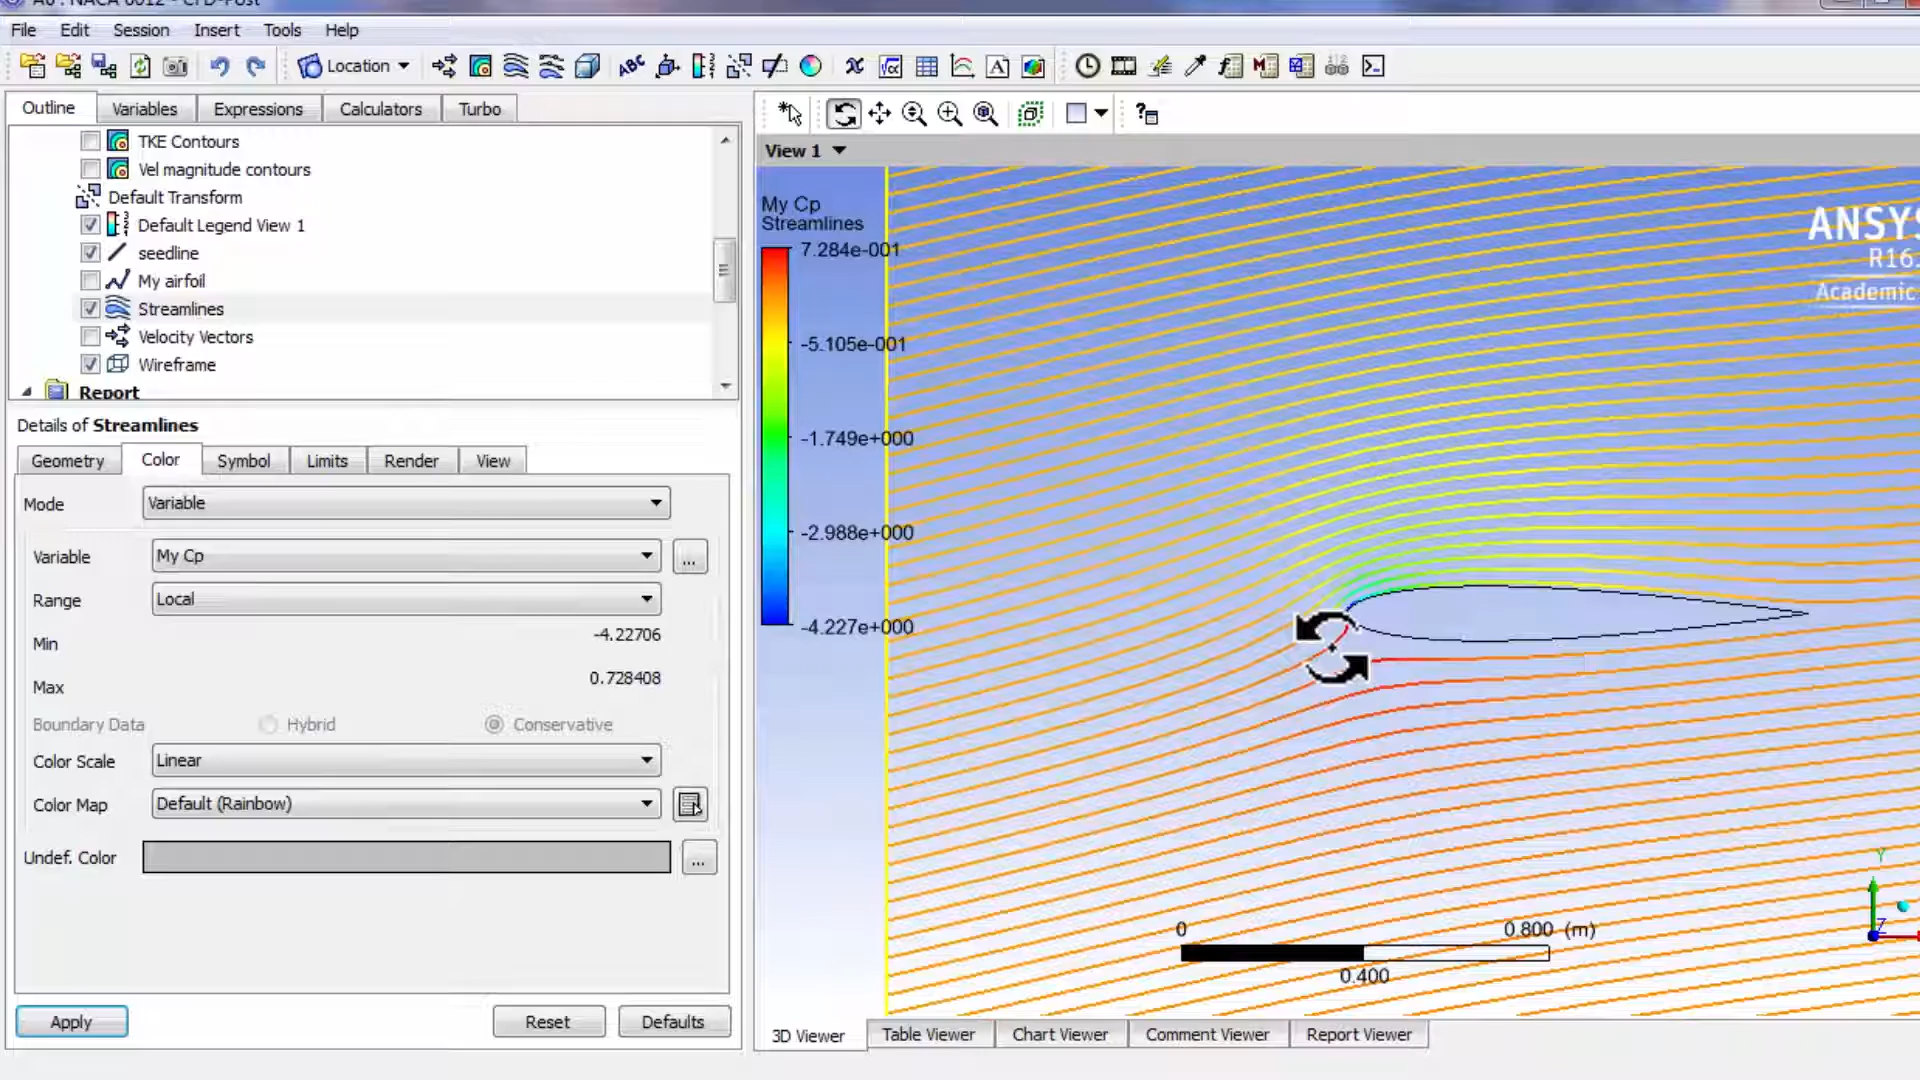 A6 : NACA 0012 - CFD-Post
File Edit Session Insert Tools Help
Location
Outline Variables Expressions Calculators Turbo
TKE Contours
Vel magnitude contours
Default Transform
Default Legend View 1
seedline
My airfoil
Streamlines
Velocity Vectors
Wireframe
Report
Details of Streamlines
Geometry Color Symbol Limits Render View
Mode Variable
Variable My Cp ...
Range Local
Min -4.22706
Max 0.728408
Boundary Data Hybrid Conservative
Color Scale Linear
Color Map Default (Rainbow)
Undef. Color ...
Apply Reset Defaults
View 1
My Cp
Streamlines
7.284e-001
-5.105e-001
-1.749e+000
-2.988e+000
-4.227e+000
ANSYS
R16.
Academic
0 0.800 (m)
0.400
Y
Z
3D Viewer Table Viewer Chart Viewer Comment Viewer Report Viewer